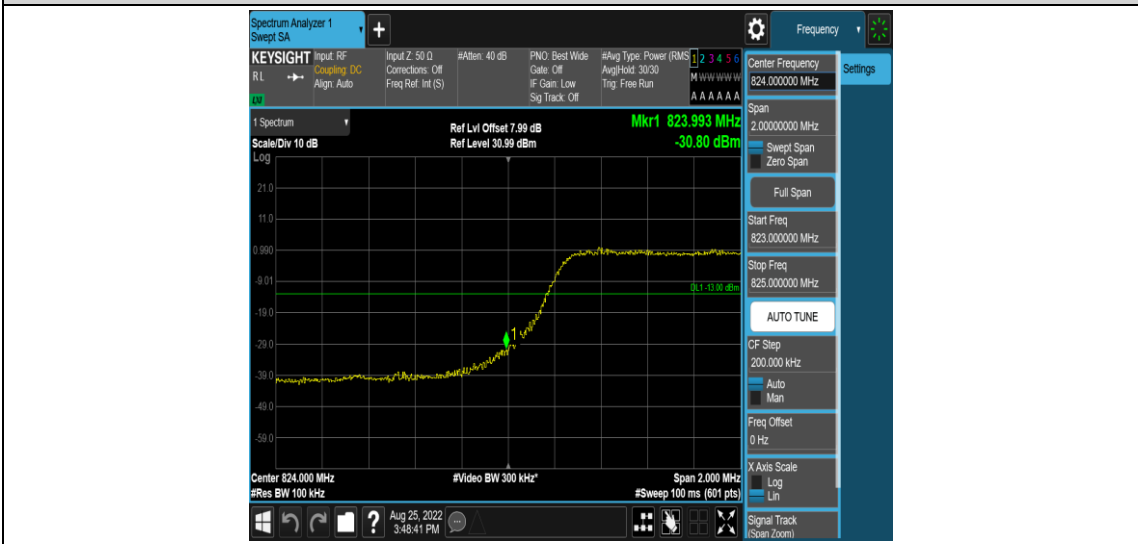 Spectrum Analyzer 1
Swept SA
+
Frequency
KEYSIGHT
R L
LXI
Input: RF
Coupling: DC
Align: Auto
Input Z: 50 Ω
Corrections: Off
Freq Ref: Int (S)
#Atten: 40 dB
PNO: Best Wide
Gate: Off
IF Gain: Low
Sig Track: Off
#Avg Type: Power (RMS
Avg|Hold: 30/30
Trig: Free Run
1 2 3 4 5 6
M W W W W W
A A A A A A
1 Spectrum
Scale/Div 10 dB
Log
Ref Lvl Offset 7.99 dB
Ref Level 30.99 dBm
Mkr1 823.993 MHz
-30.80 dBm
21.0
11.0
0.990
-9.01
DL1 -13.00 dBm
-19.0
1
-29.0
-39.0
-49.0
-59.0
Center 824.000 MHz
#Res BW 100 kHz
#Video BW 300 kHz*
Span 2.000 MHz
#Sweep 100 ms (601 pts)
?
Aug 25, 2022
3:48:41 PM
Center Frequency
824.000000 MHz
Settings
Span
2.00000000 MHz
Swept Span
Zero Span
Full Span
Start Freq
823.000000 MHz
Stop Freq
825.000000 MHz
AUTO TUNE
CF Step
200.000 kHz
Auto
Man
Freq Offset
0 Hz
X Axis Scale
Log
Lin
Signal Track
(Span Zoom)